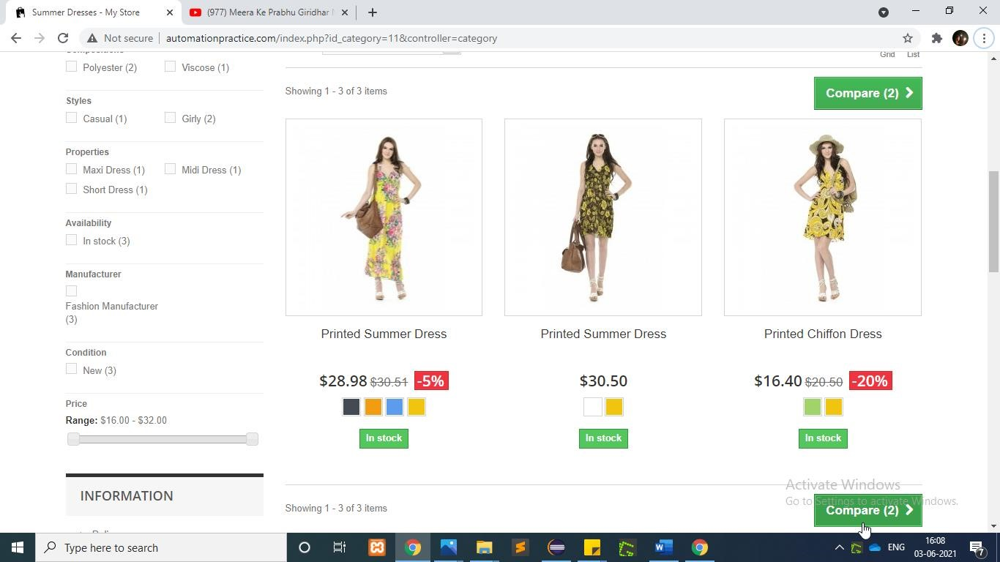 Summer Dresses - My Store
(977) Meera Ke Prabhu Giridhar
Not secure
automationpractice.com/index.php?id_category=11&controller=category
Grid List
Polyester (2) Viscose (1)
Styles
Casual (1) Girly (2)
Properties
Maxi Dress (1) Midi Dress (1)
Short Dress (1)
Availability
In stock (3)
Manufacturer
Fashion Manufacturer
(3)
Condition
New (3)
Price
Range: $16.00 - $32.00
INFORMATION
Showing 1 - 3 of 3 items
Compare (2)
Printed Summer Dress
$28.98 $30.51 -5%
In stock
Printed Summer Dress
$30.50
In stock
Printed Chiffon Dress
$16.40 $20.50 -20%
In stock
Showing 1 - 3 of 3 items
Compare (2)
Activate Windows
Go to Settings to activate Windows.
Type here to search
ENG
16:08
03-06-2021
7